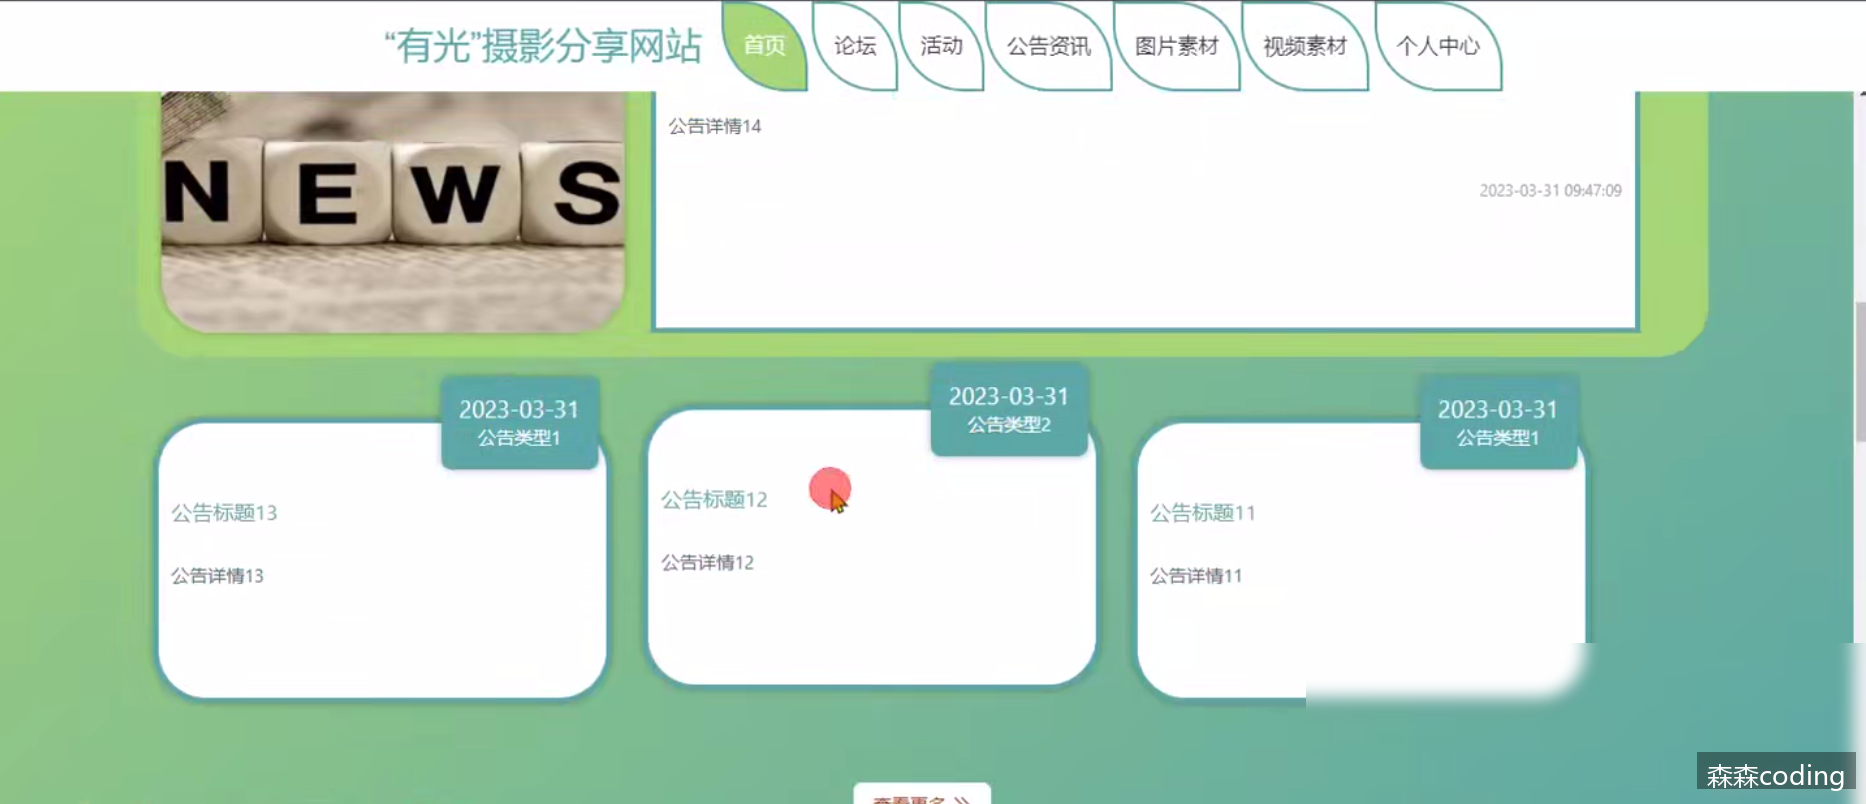 “有光”摄影分享网站
首页
论坛
活动
公告资讯
图片素材
视频素材
个人中心
NEWS
公告详情14
2023-03-31 09:47:09
2023-03-31
公告类型1
公告标题13
公告详情13
2023-03-31
公告类型2
公告标题12
公告详情12
2023-03-31
公告类型1
公告标题11
公告详情11
查看更多
森森coding